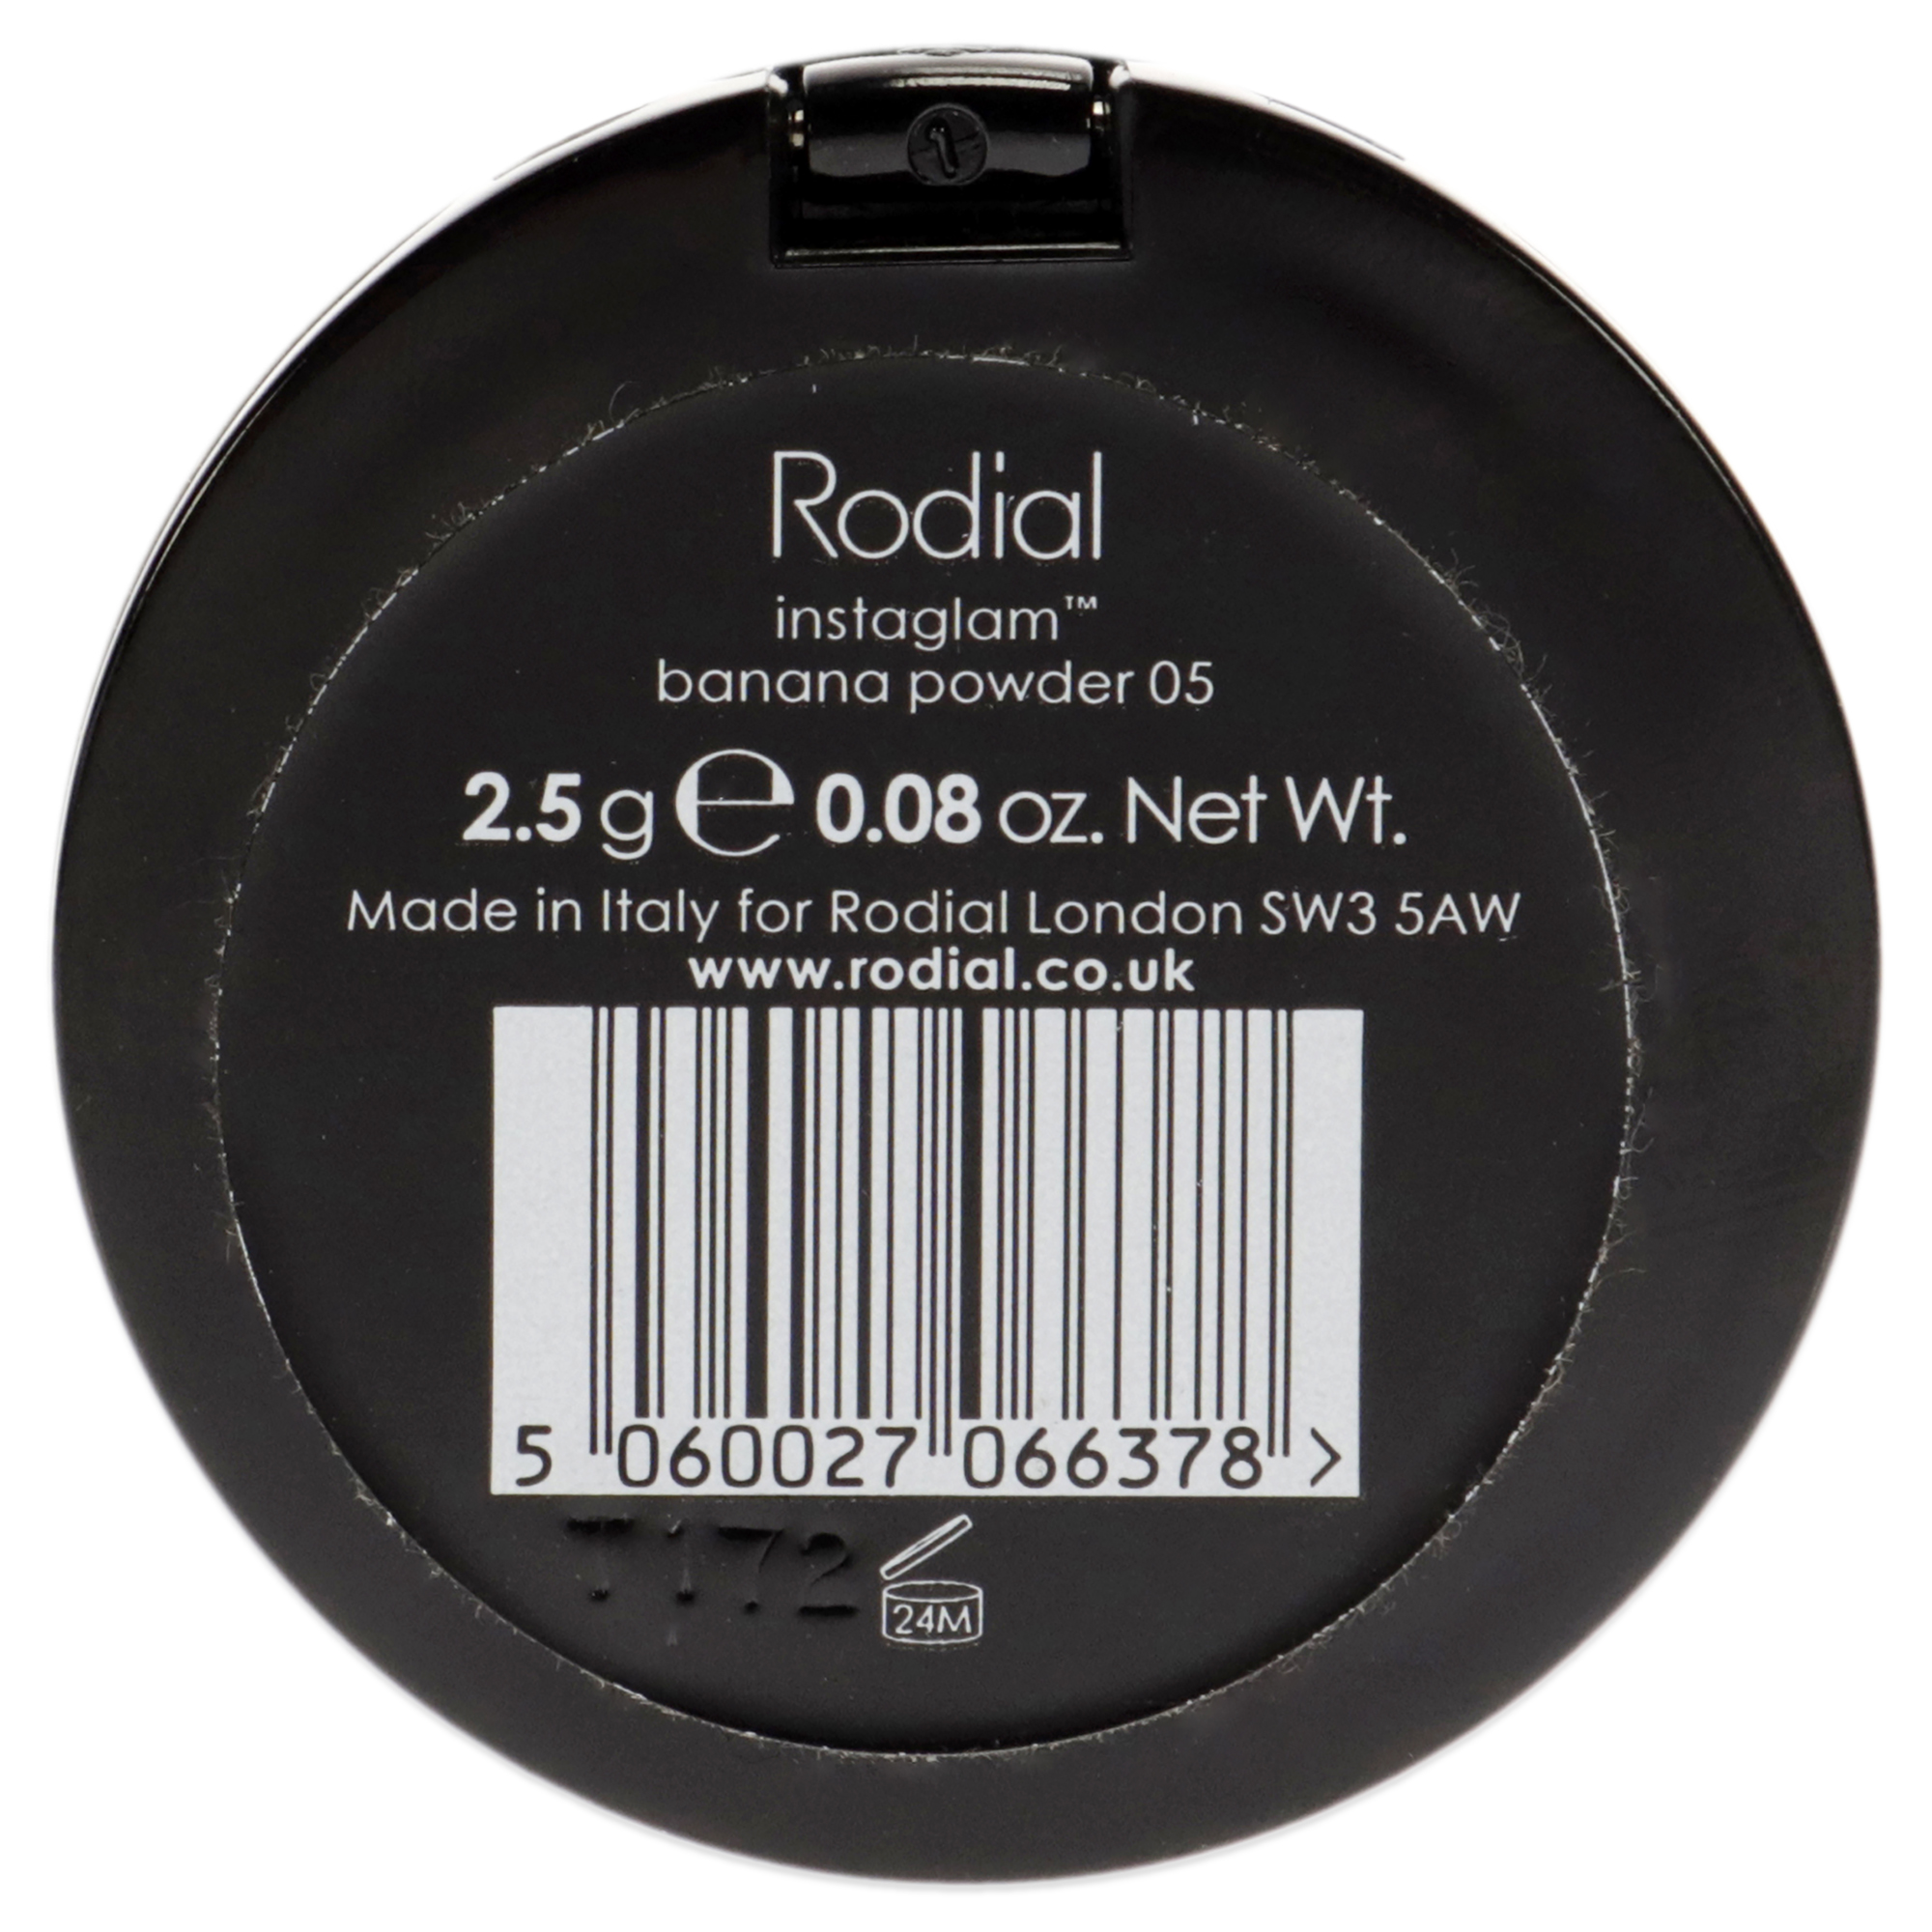 Rodial
instaglam™
banana powder 05
2.5 g ℮ 0.08 oz. Net Wt.
Made in Italy for Rodial London SW3 5AW
www.rodial.co.uk
5 060027 066378 >
7172
24M